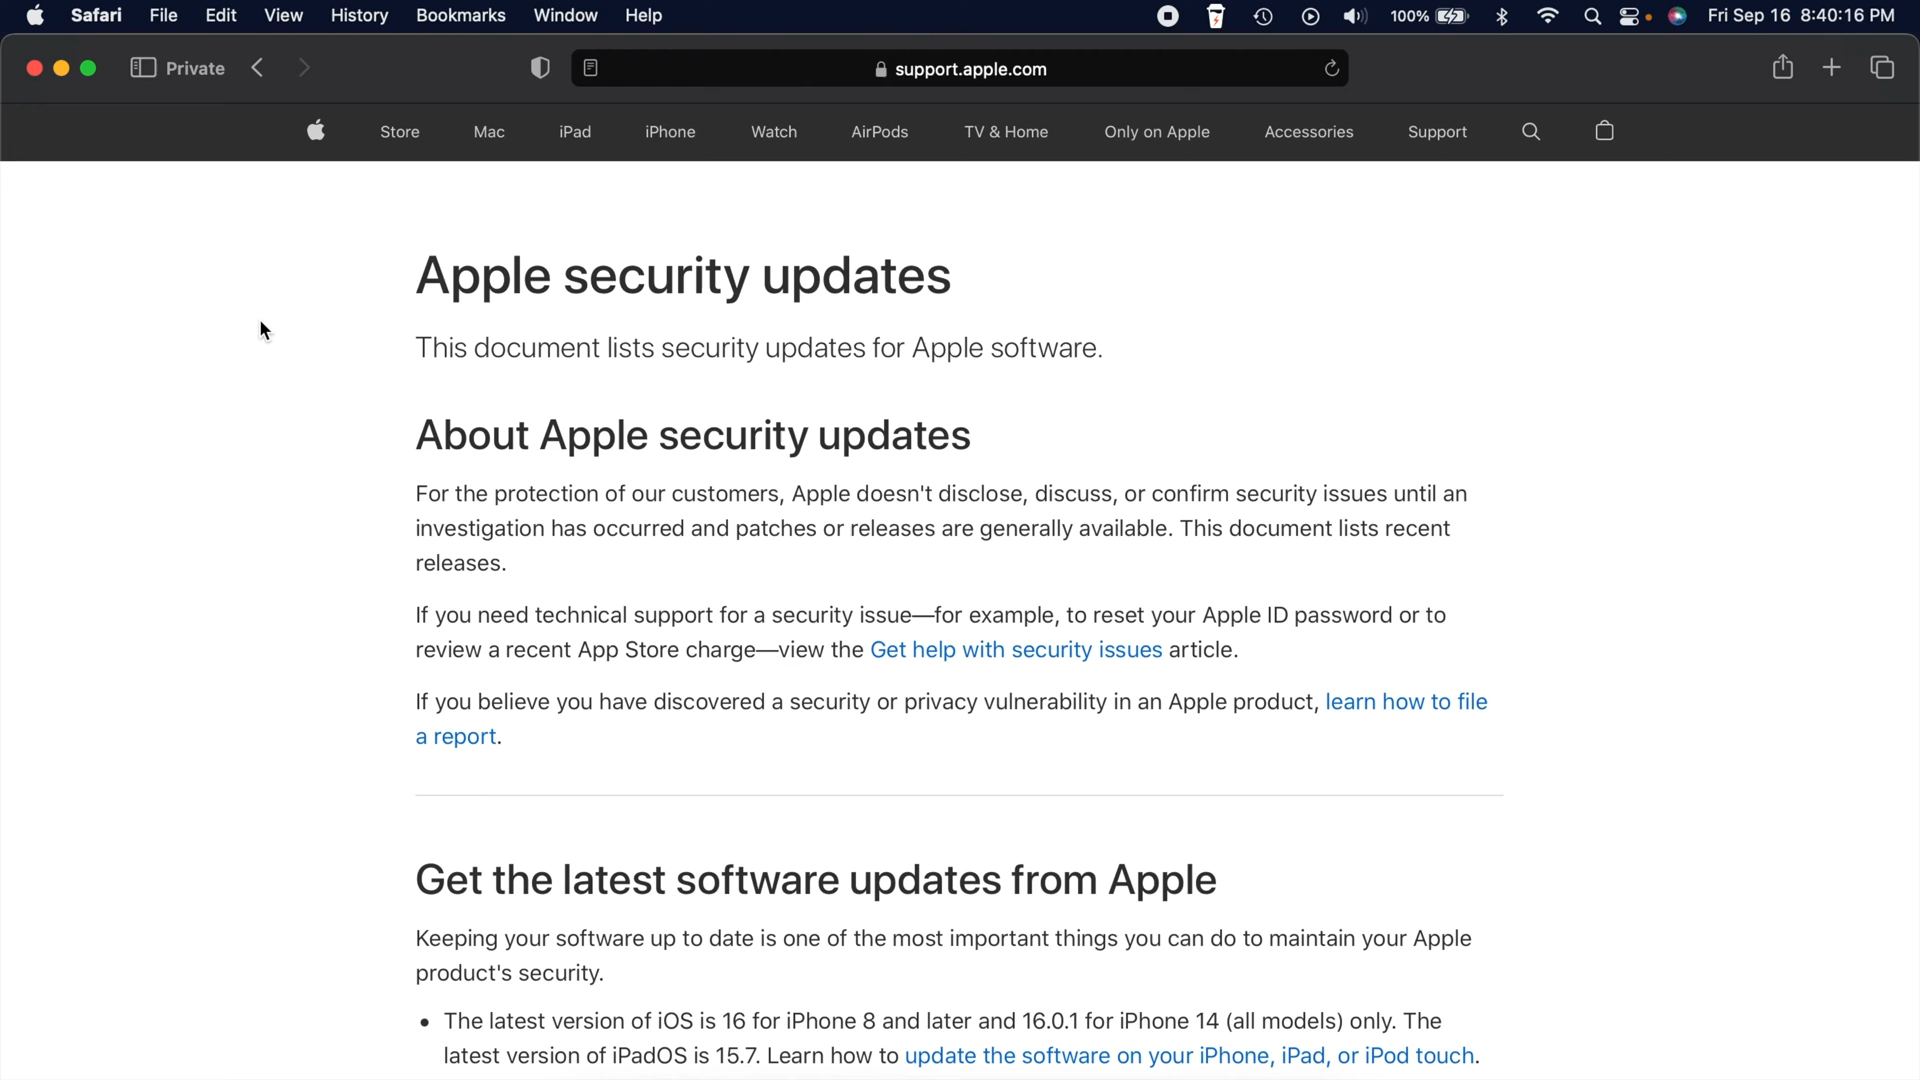 Safari File Edit View History Bookmarks Window Help 100% Fri Sep 16 8:40:16 PM
Private support.apple.com
Store Mac iPad iPhone Watch AirPods TV & Home Only on Apple Accessories Support
Apple security updates
This document lists security updates for Apple software.
About Apple security updates
For the protection of our customers, Apple doesn't disclose, discuss, or confirm security issues until an
investigation has occurred and patches or releases are generally available. This document lists recent
releases.
If you need technical support for a security issue—for example, to reset your Apple ID password or to
review a recent App Store charge—view the Get help with security issues article.
If you believe you have discovered a security or privacy vulnerability in an Apple product, learn how to file
a report.
Get the latest software updates from Apple
Keeping your software up to date is one of the most important things you can do to maintain your Apple
product's security.
• The latest version of iOS is 16 for iPhone 8 and later and 16.0.1 for iPhone 14 (all models) only. The
latest version of iPadOS is 15.7. Learn how to update the software on your iPhone, iPad, or iPod touch.